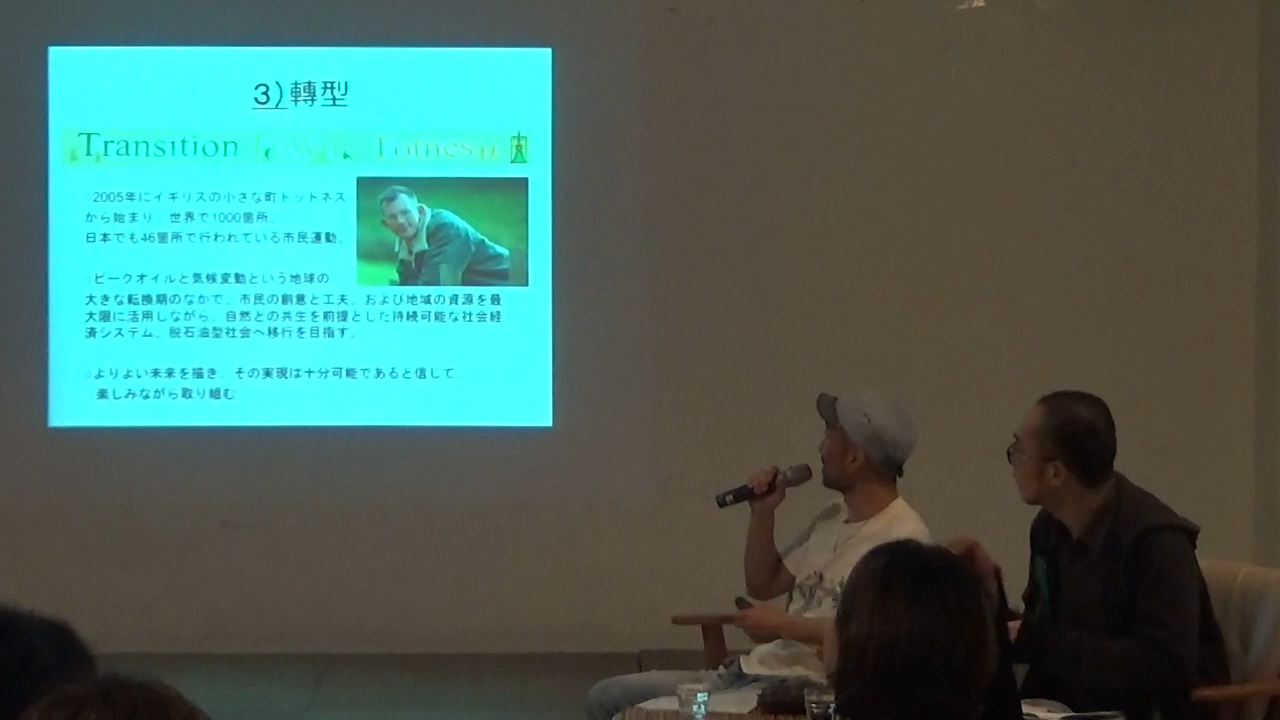 3)轉型
Transition Town Totnes
○2005年にイギリスの小さな町トットネス
から始まり、世界で1000箇所、
日本でも46箇所で行われている市民運動。
○ピークオイルと気候変動という地球の
大きな転換期のなかで、市民の創意と工夫、および地域の資源を最
大限に活用しながら、自然との共生を前提とした持続可能な社会経
済システム、脱石油型社会へ移行を目指す。
○よりよい未来を描き、その実現は十分可能であると信じて
楽しみながら取り組む